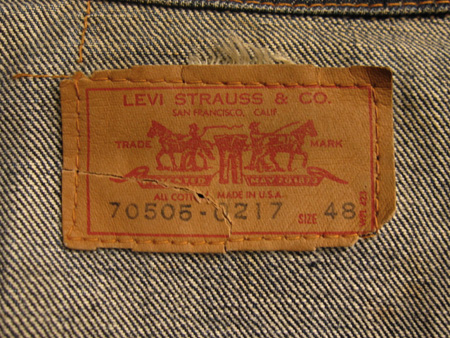 LEVI STRAUSS & CO.
SAN FRANCISCO, CALIF.
TRADE MARK
ALL COTTON MADE IN U.S.A.
70505-0217 SIZE 48